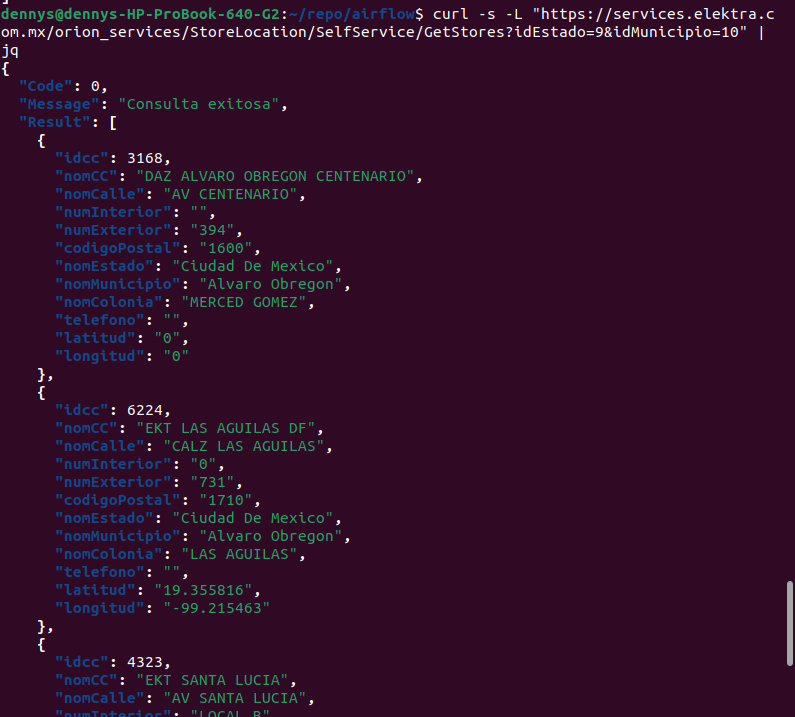 dennys@dennys-HP-ProBook-640-G2:~/repo/airflow$ curl -s -L "https://services.elektra.c
om.mx/orion_services/StoreLocation/SelfService/GetStores?idEstado=9&idMunicipio=10" |
jq
{
  "Code": 0,
  "Message": "Consulta exitosa",
  "Result": [
    {
      "idcc": 3168,
      "nomCC": "DAZ ALVARO OBREGON CENTENARIO",
      "nomCalle": "AV CENTENARIO",
      "numInterior": "",
      "numExterior": "394",
      "codigoPostal": "1600",
      "nomEstado": "Ciudad De Mexico",
      "nomMunicipio": "Alvaro Obregon",
      "nomColonia": "MERCED GOMEZ",
      "telefono": "",
      "latitud": "0",
      "longitud": "0"
    },
    {
      "idcc": 6224,
      "nomCC": "EKT LAS AGUILAS DF",
      "nomCalle": "CALZ LAS AGUILAS",
      "numInterior": "0",
      "numExterior": "731",
      "codigoPostal": "1710",
      "nomEstado": "Ciudad De Mexico",
      "nomMunicipio": "Alvaro Obregon",
      "nomColonia": "LAS AGUILAS",
      "telefono": "",
      "latitud": "19.355816",
      "longitud": "-99.215463"
    },
    {
      "idcc": 4323,
      "nomCC": "EKT SANTA LUCIA",
      "nomCalle": "AV SANTA LUCIA",
      "numInterior": "LOCAL B"